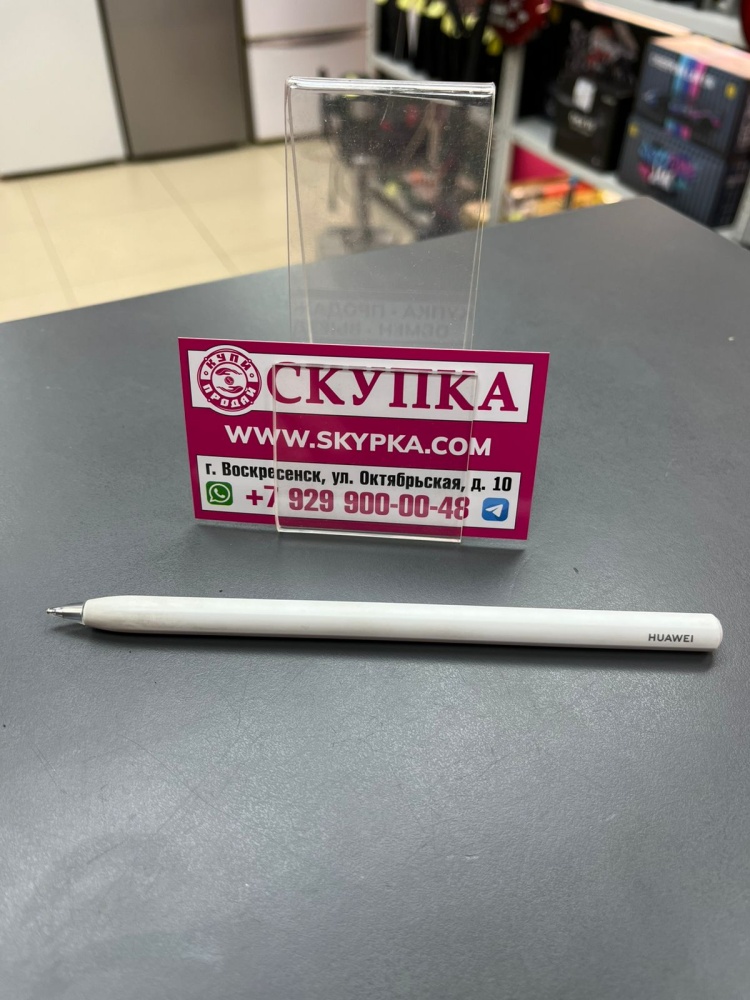 КУПИ
ПРОДАЙ
СКУПКА
WWW.SKYPKA.COM
г. Воскресенск, ул. Октябрьская, д. 10
+7 929 900-00-48
HUAWEI